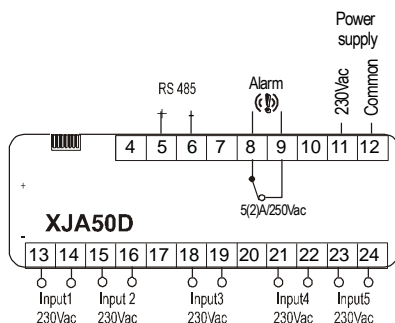 Power
supply
RS 485
Alarm
230Vac
Common
+ -
4 5 6 7 8 9 10 11 12
5(2)A/250Vac
+
XJA50D
-
13 14 15 16 17 18 19 20 21 22 23 24
Input1 Input 2 Input3 Input4 Input5
230Vac 230Vac 230Vac 230Vac 230Vac